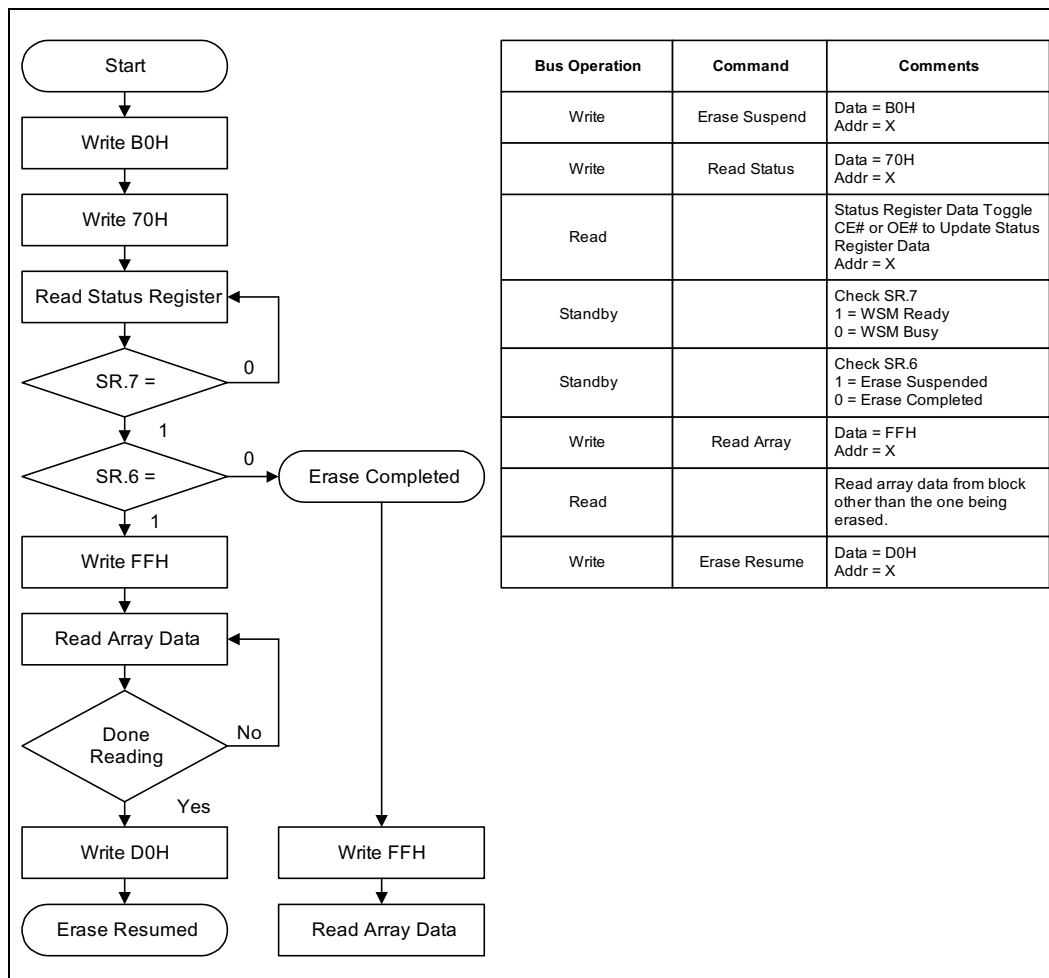 Start
Write B0H
Write 70H
Read Status Register
SR.7 =
0
1
SR.6 =
0
Erase Completed
1
Write FFH
Read Array Data
Done
Reading
No
Yes
Write D0H
Write FFH
Erase Resumed
Read Array Data
Bus Operation
Command
Comments
Write
Erase Suspend
Data = B0H
Addr = X
Write
Read Status
Data = 70H
Addr = X
Read
Status Register Data Toggle
CE# or OE# to Update Status
Register Data
Addr = X
Standby
Check SR.7
1 = WSM Ready
0 = WSM Busy
Standby
Check SR.6
1 = Erase Suspended
0 = Erase Completed
Write
Read Array
Data = FFH
Addr = X
Read
Read array data from block
other than the one being
erased.
Write
Erase Resume
Data = D0H
Addr = X